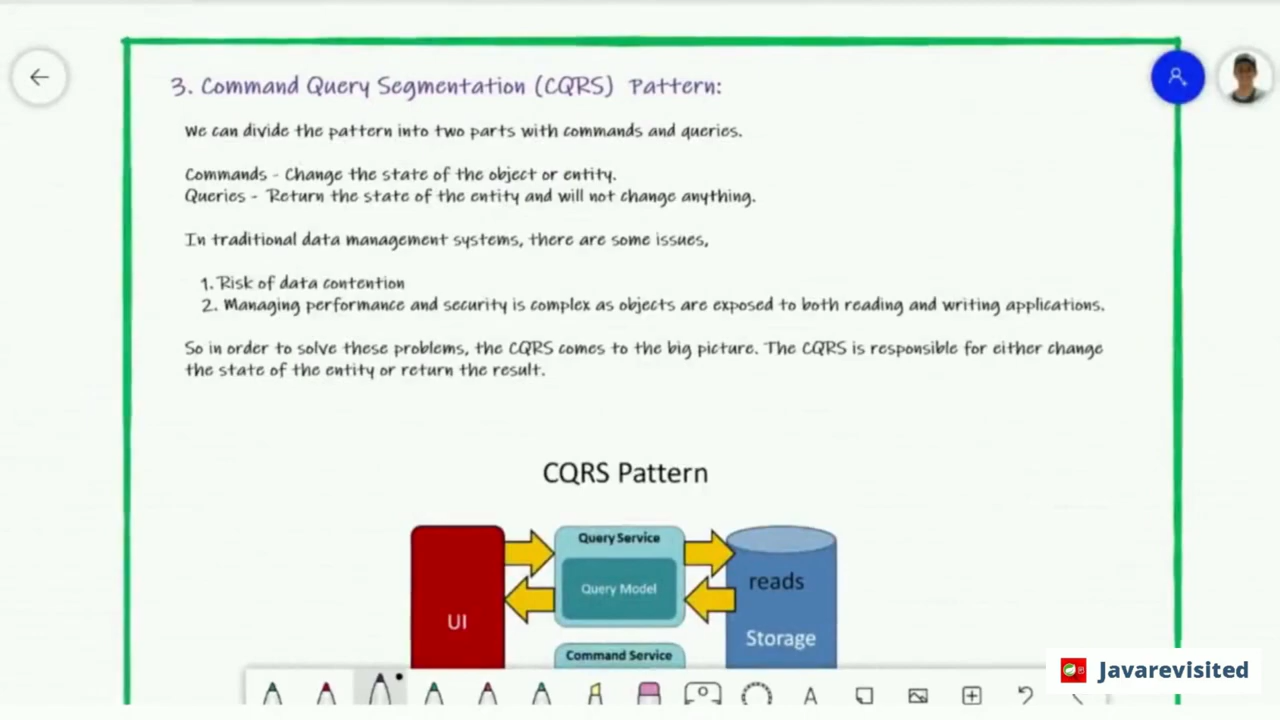 3. Command Query Segmentation (CQRS) Pattern:
We can divide the pattern into two parts with commands and queries.
Commands - Change the state of the object or entity.
Queries - Return the state of the entity and will not change anything.
In traditional data management systems, there are some issues,
1. Risk of data contention
2. Managing performance and security is complex as objects are exposed to both reading and writing applications.
So in order to solve these problems, the CQRS comes to the big picture. The CQRS is responsible for either change
the state of the entity or return the result.
CQRS Pattern
Query Service
Query Model
reads
UI
Storage
Command Service
Javarevisited